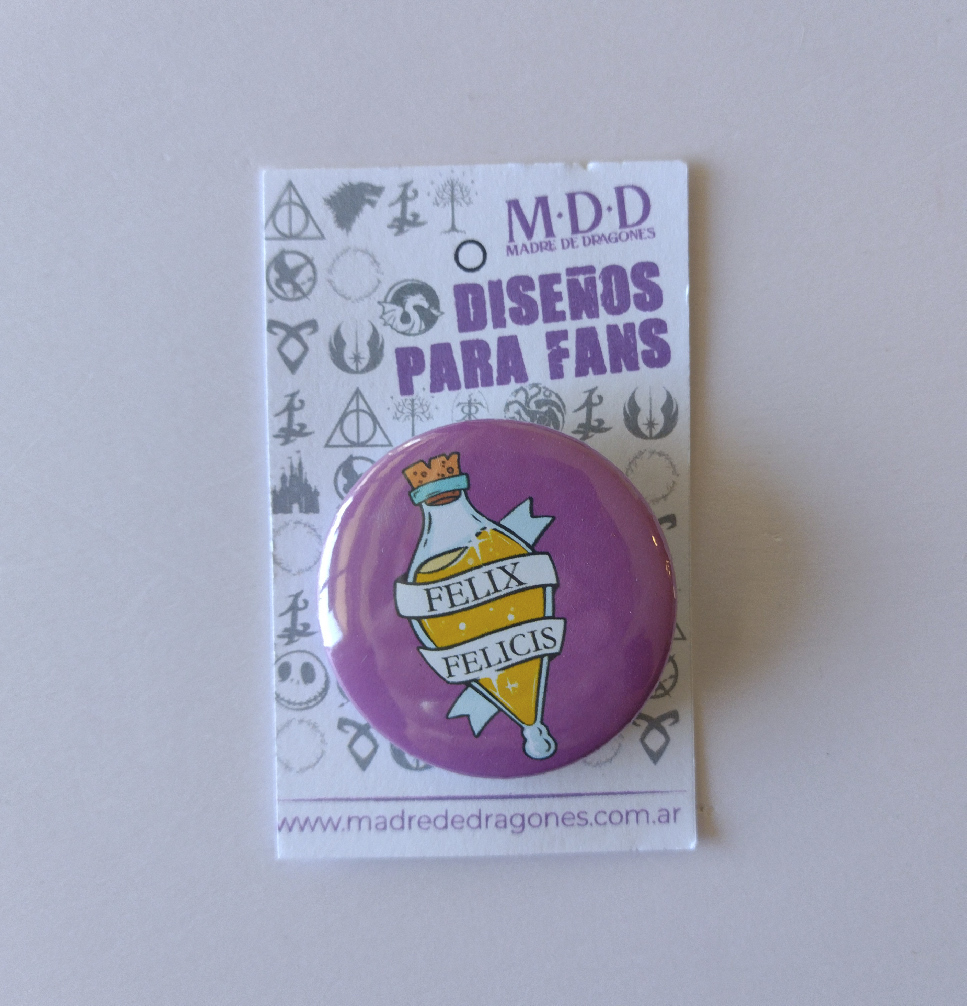 M·D·D
MADRE DE DRAGONES
DISEÑOS
PARA FANS
FELIX
FELICIS
www.madrededragones.com.ar